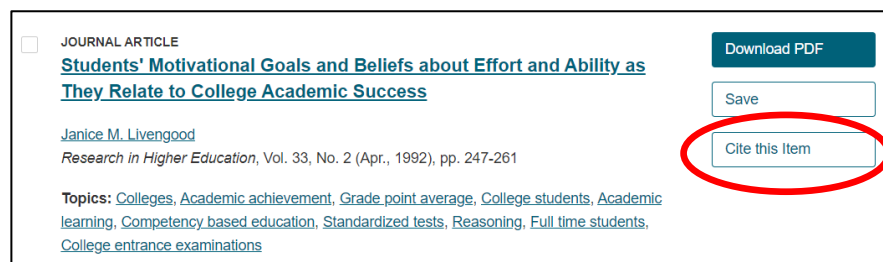 JOURNAL ARTICLE
Students' Motivational Goals and Beliefs about Effort and Ability as
They Relate to College Academic Success
Janice M. Livengood
Research in Higher Education, Vol. 33, No. 2 (Apr., 1992), pp. 247-261
Topics: Colleges, Academic achievement, Grade point average, College students, Academic
learning, Competency based education, Standardized tests, Reasoning, Full time students,
College entrance examinations
Download PDF
Save
Cite this Item